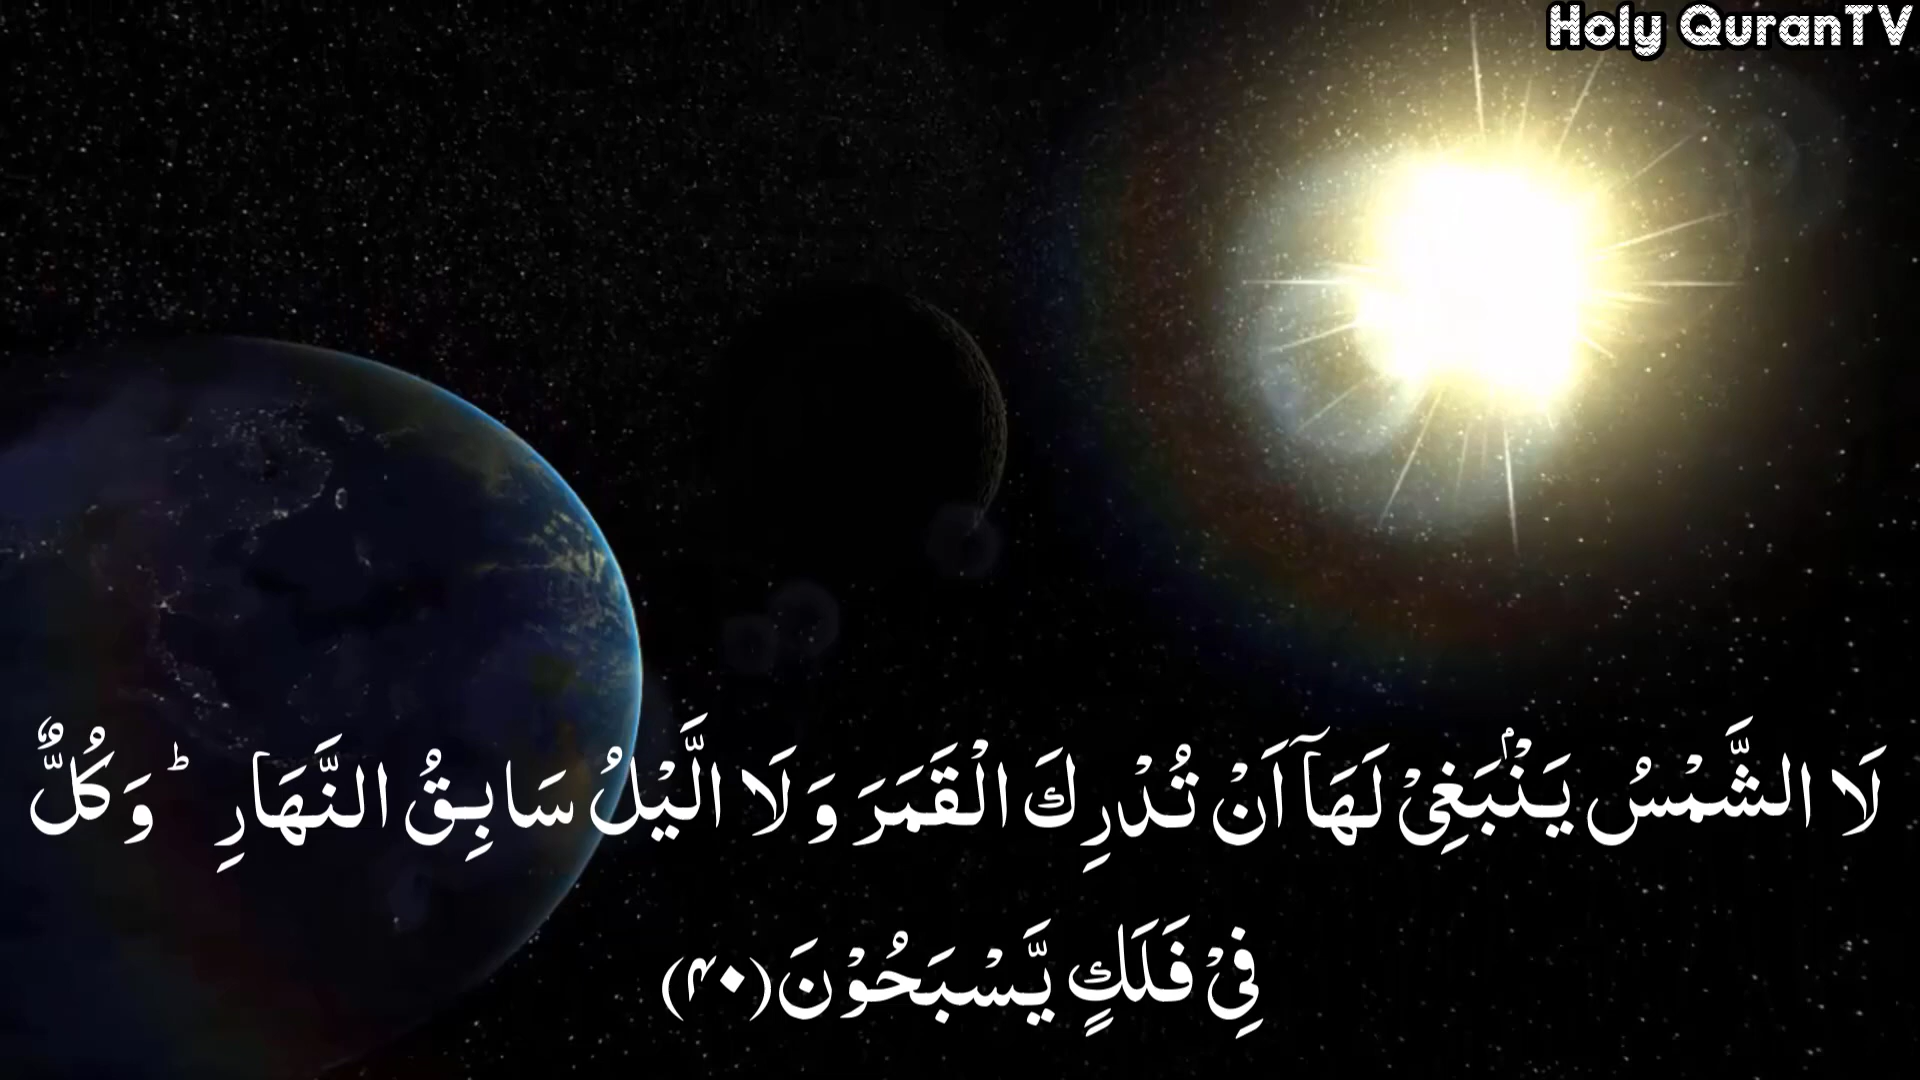 Holy QuranTV
لَا الشَّمْسُ يَنْۢبَغِیْ لَهَاۤ اَنْ تُدْرِكَ الْقَمَرَ وَ لَا الَّیْلُ سَابِقُ النَّهَارِ ؕ وَ كُلٌّ
فِیْ فَلَكٍ یَّسْبَحُوْنَ(۴۰)